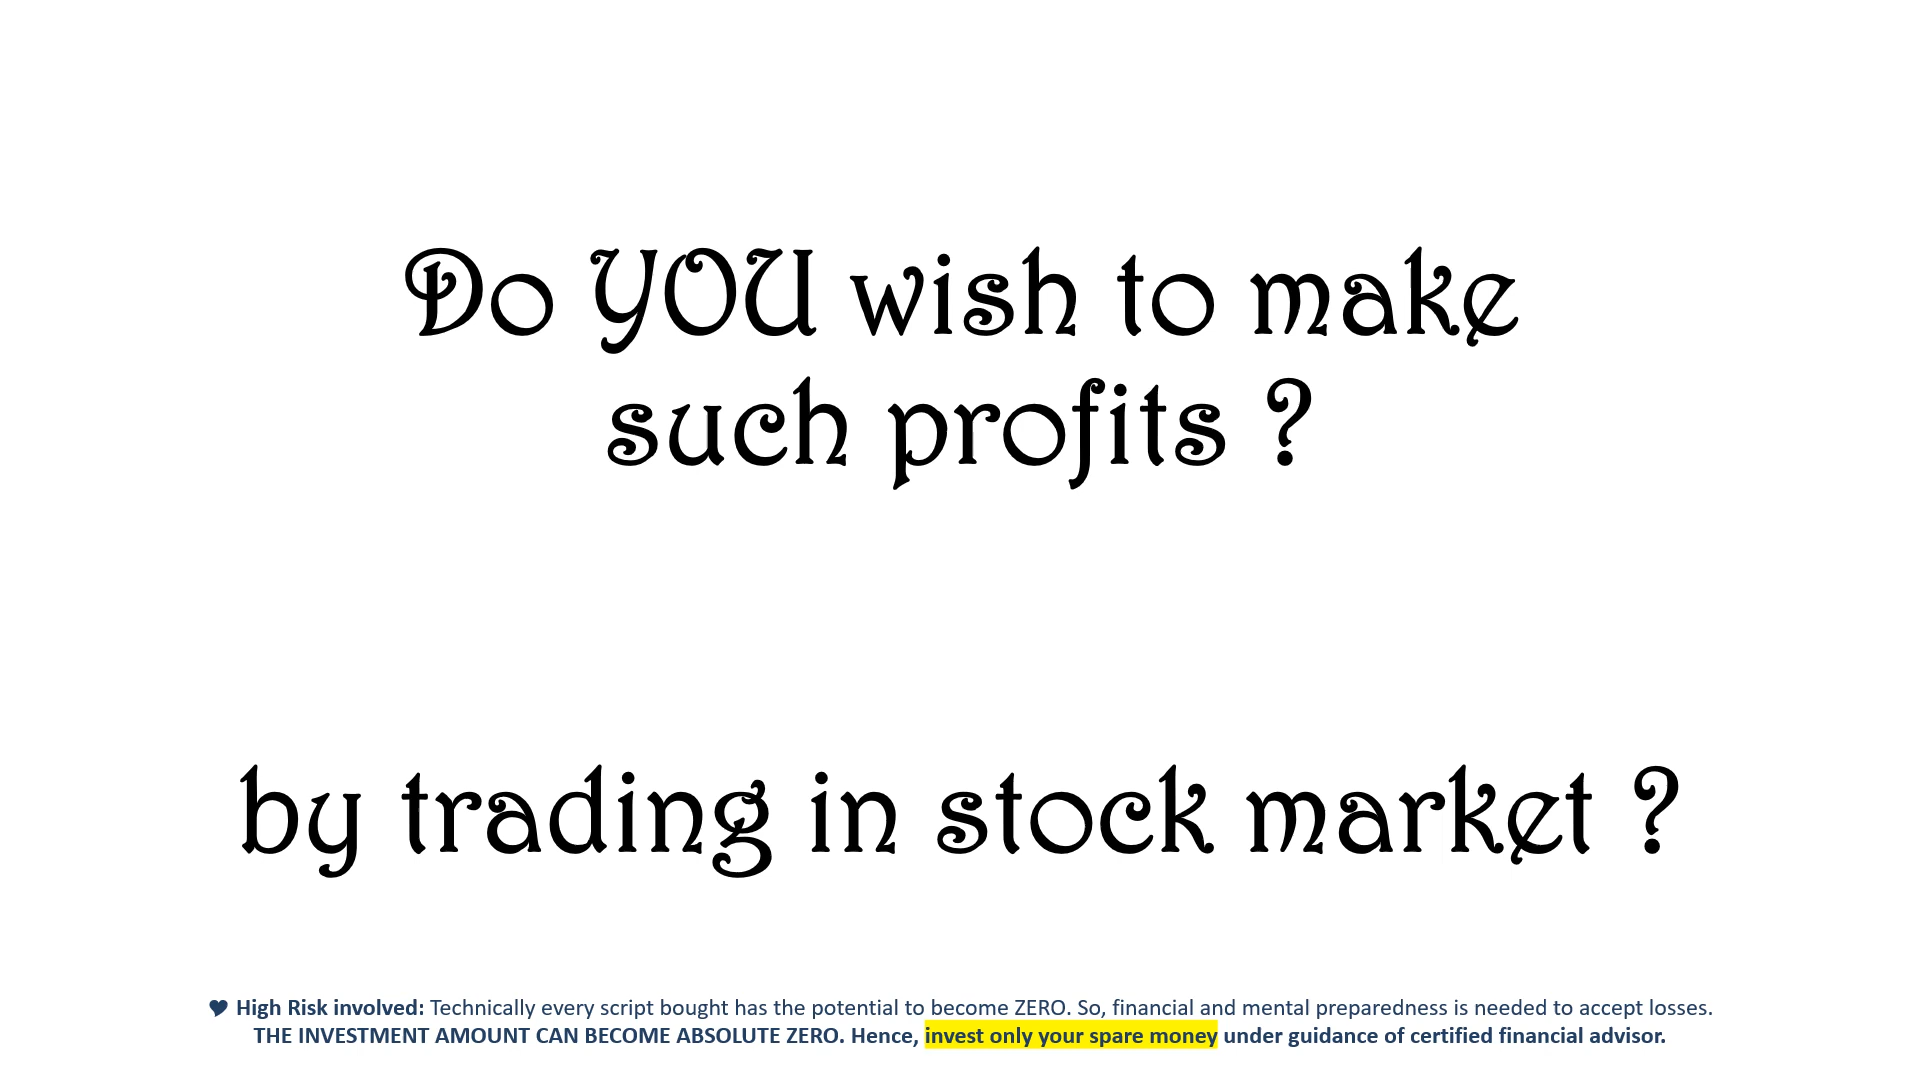 Do YOU wish to make
such profits ?
by trading in stock market ?
❤ High Risk involved: Technically every script bought has the potential to become ZERO. So, financial and mental preparedness is needed to accept losses.
THE INVESTMENT AMOUNT CAN BECOME ABSOLUTE ZERO. Hence, invest only your spare money under guidance of certified financial advisor.